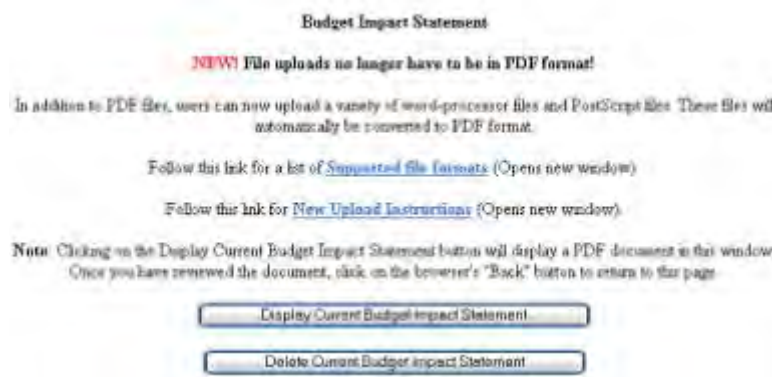 Budget Impact Statement
NEW! File uploads no longer have to be in PDF format!
In addition to PDF files, users can now upload a variety of word-processor files and PostScript files. These files will
automatically be converted to PDF format.
Follow this link for a list of Supported file formats (Opens new window)
Follow this link for New Upload Instructions (Opens new window).
Note: Clicking on the Display Current Budget Impact Statement button will display a PDF document in this window
Once you have reviewed the document, click on the browser's "Back" button to return to this page.
Display Current Budget Impact Statement
Delete Current Budget Impact Statement